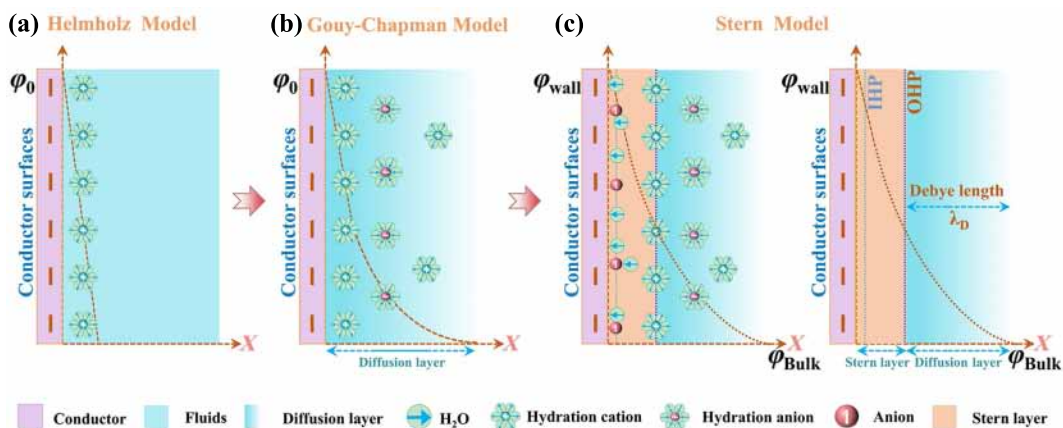 (a) Helmholz Model
(b) Gouy-Chapman Model
(c) Stern Model
φ0
Conductor surfaces
X
φ0
Conductor surfaces
X
Diffusion layer
φwall
Conductor surfaces
X
φBulk
φwall
Conductor surfaces
IHP
OHP
Debye length
λD
X
φBulk
Stern layer
Diffusion layer
Conductor
Fluids
Diffusion layer
H2O
Hydration cation
Hydration anion
Anion
Stern layer